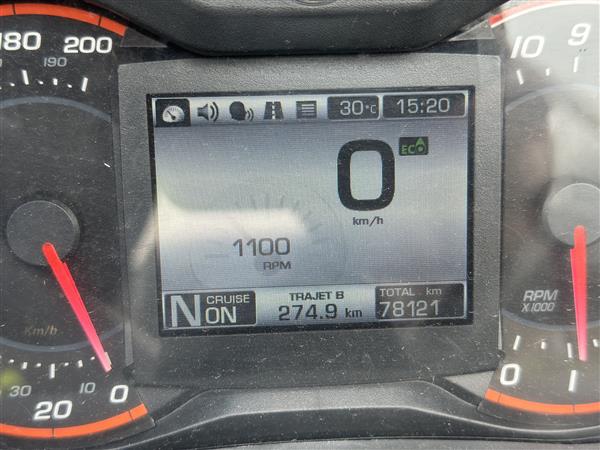 180 200
190
30°C 15:20
0 ECO
km/h
1100
RPM
N CRUISE ON
TRAJET B
274.9 km
TOTAL km
78121
Km/h
30 10 0
20
10 9
RPM
X1000
0 1